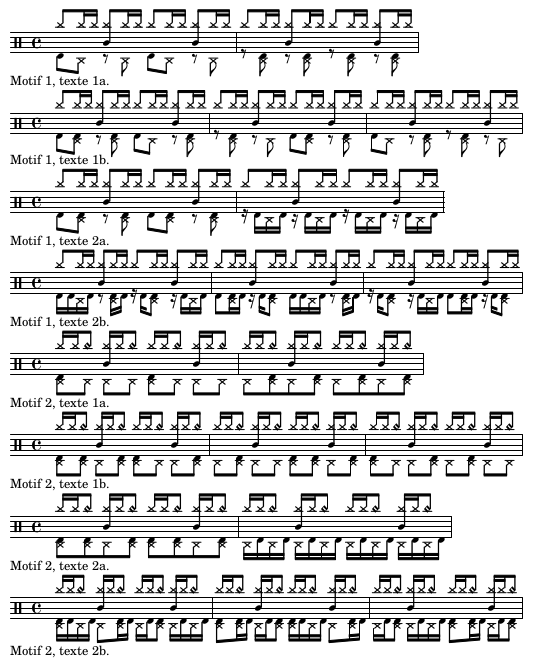 Motif 1, texte 1a.
Motif 1, texte 1b.
Motif 1, texte 2a.
Motif 1, texte 2b.
Motif 2, texte 1a.
Motif 2, texte 1b.
Motif 2, texte 2a.
Motif 2, texte 2b.